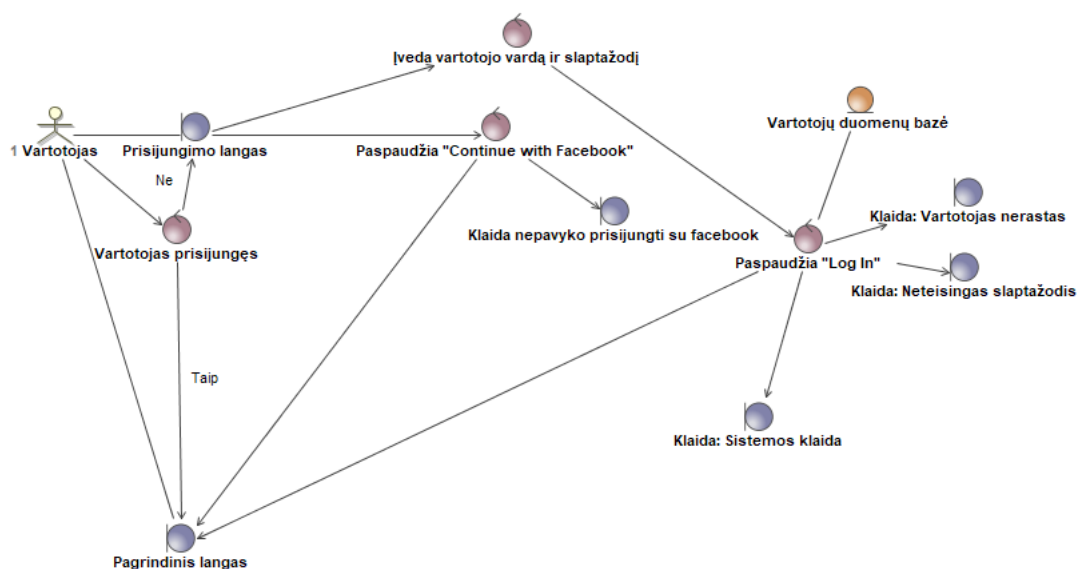 Įveda vartotojo vardą ir slaptažodį
Vartotojų duomenų bazė
1 Vartotojas
Prisijungimo langas
Paspaudžia "Continue with Facebook"
Ne
Klaida: Vartotojas nerastas
Klaida nepavyko prisijungti su facebook
Vartotojas prisijungęs
Paspaudžia "Log In"
Klaida: Neteisingas slaptažodis
Taip
Klaida: Sistemos klaida
Pagrindinis langas